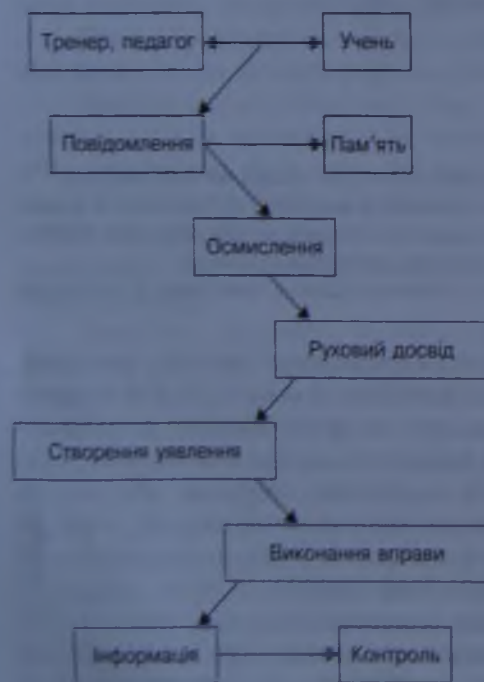 Тренер, педагог
Учень
Повідомлення
Пам'ять
Осмислення
Руховий досвід
Створення уявлення
Виконання вправи
Інформація
Контроль